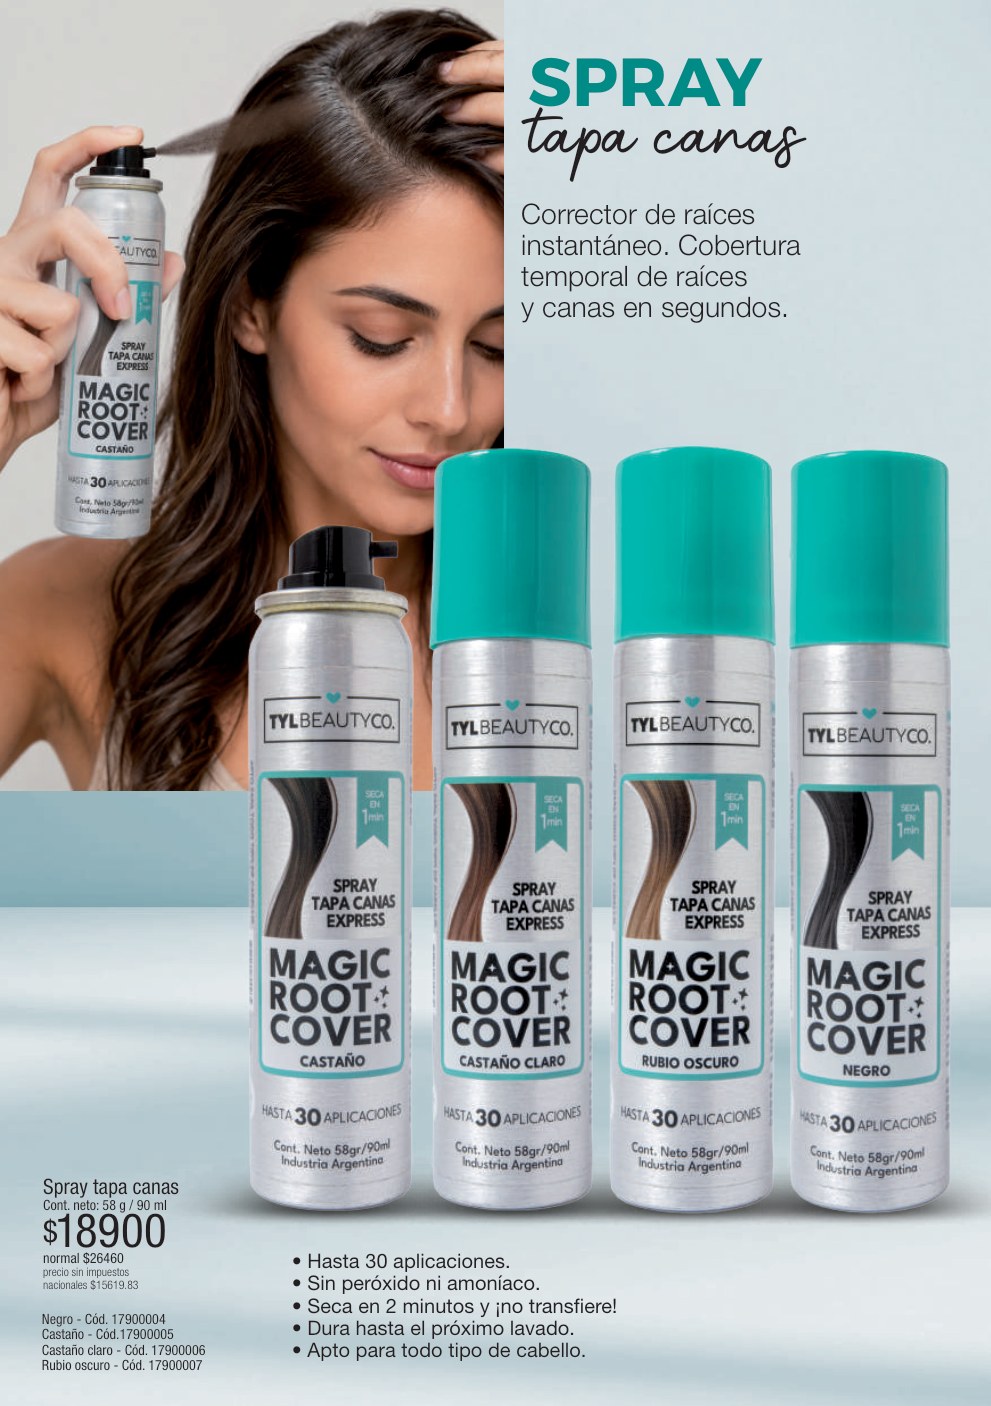 SPRAY
tapa canas
Corrector de raíces
instantáneo. Cobertura
temporal de raíces
y canas en segundos.
AUTYCO.
SPRAY
TAPA CANAS
EXPRESS
MAGIC
ROOT
COVER
CASTAÑO
HASTA 30 APLICACIONES
Cont. Neto 58gr/90ml
Industria Argentina
TYLBEAUTYCO.
SECA
EN
1min
SPRAY
TAPA CANAS
EXPRESS
MAGIC
ROOT
COVER
CASTAÑO
HASTA 30 APLICACIONES
Cont. Neto 58gr/90ml
Industria Argentina
TYLBEAUTYCO.
SECA
EN
1min
SPRAY
TAPA CANAS
EXPRESS
MAGIC
ROOT
COVER
CASTAÑO CLARO
HASTA 30 APLICACIONES
Cont. Neto 58gr/90ml
Industria Argentina
TYLBEAUTYCO.
SECA
EN
1min
SPRAY
TAPA CANAS
EXPRESS
MAGIC
ROOT
COVER
RUBIO OSCURO
HASTA 30 APLICACIONES
Cont. Neto 58gr/90ml
Industria Argentina
TYLBEAUTYCO.
SECA
EN
1min
SPRAY
TAPA CANAS
EXPRESS
MAGIC
ROOT
COVER
NEGRO
HASTA 30 APLICACIONES
Cont. Neto 58gr/90ml
Industria Argentina
Spray tapa canas
Cont. neto: 58 g / 90 ml
$18900
normal $26460
precio sin impuestos
nacionales $15619.83
Negro - Cód. 17900004
Castaño - Cód.17900005
Castaño claro - Cód. 17900006
Rubio oscuro - Cód. 17900007
• Hasta 30 aplicaciones.
• Sin peróxido ni amoníaco.
• Seca en 2 minutos y ¡no transfiere!
• Dura hasta el próximo lavado.
• Apto para todo tipo de cabello.